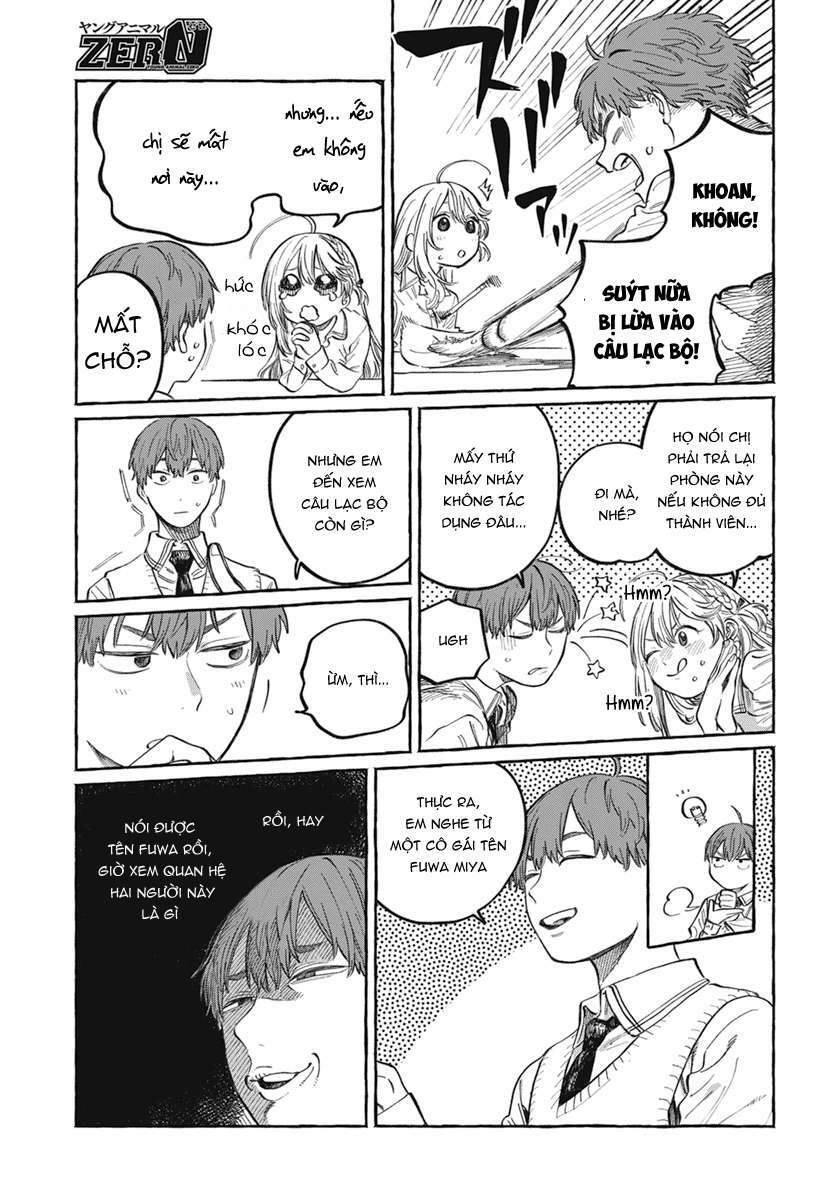 ヤングアニマル
ZERO
YOUNG ANIMAL ZERO
ズ
ア
KHOAN,
KHÔNG!
SUÝT NỮA
BỊ LỪA VÀO
CÂU LẠC BỘ!
nhưng... nếu
em không
vào,
chị sẽ mất
nơi này...
hức
khóc
lóc
MẤT
CHỖ?
HỌ NÓI CHỊ
PHẢI TRẢ LẠI
PHÒNG NÀY
NẾU KHÔNG ĐỦ
THÀNH VIÊN...
ĐI MÀ,
NHÉ?
Hmm?
Hmm?
MẤY THỨ
NHÁY NHÁY
KHÔNG TÁC
DỤNG ĐÂU...
UGH
NHƯNG EM
ĐẾN XEM
CÂU LẠC BỘ
CÒN GÌ?
ỪM, THÌ...
THỰC RA,
EM NGHE TỪ
MỘT CÔ GÁI TÊN
FUWA MIYA
RỒI, HAY
NÓI ĐƯỢC
TÊN FUWA RỒI,
GIỜ XEM QUAN HỆ
HAI NGƯỜI NÀY
LÀ GÌ